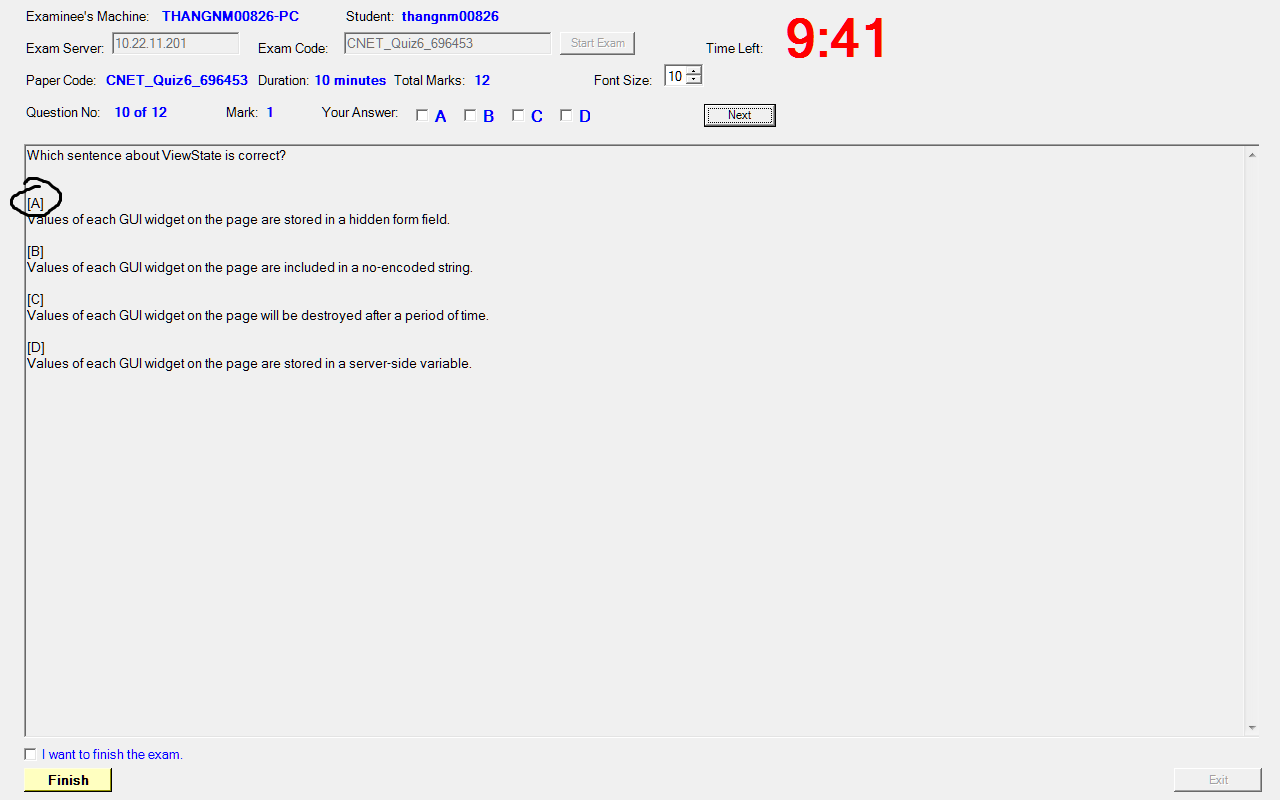 Examinee's Machine: THANGNM00826-PC Student: thangnm00826
Exam Server: 10.22.11.201 Exam Code: CNET_Quiz6_696453 Start Exam Time Left: 9:41
Paper Code: CNET_Quiz6_696453 Duration: 10 minutes Total Marks: 12 Font Size: 10
Question No: 10 of 12 Mark: 1 Your Answer: A B C D Next
Which sentence about ViewState is correct?
[A]
Values of each GUI widget on the page are stored in a hidden form field.
[B]
Values of each GUI widget on the page are included in a no-encoded string.
[C]
Values of each GUI widget on the page will be destroyed after a period of time.
[D]
Values of each GUI widget on the page are stored in a server-side variable.
I want to finish the exam.
Finish Exit